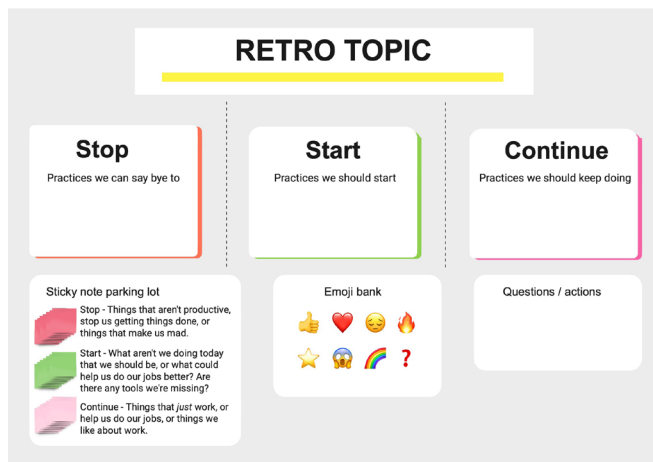 RETRO TOPIC
Stop
Practices we can say bye to
Start
Practices we should start
Continue
Practices we should keep doing
Sticky note parking lot
Stop - Things that aren't productive,
stop us getting things done, or
things that make us mad.
Start - What aren't we doing today
that we should be, or what could
help us do our jobs better? Are
there any tools we're missing?
Continue - Things that just work, or
help us do our jobs, or things we
like about work.
Emoji bank
Questions / actions